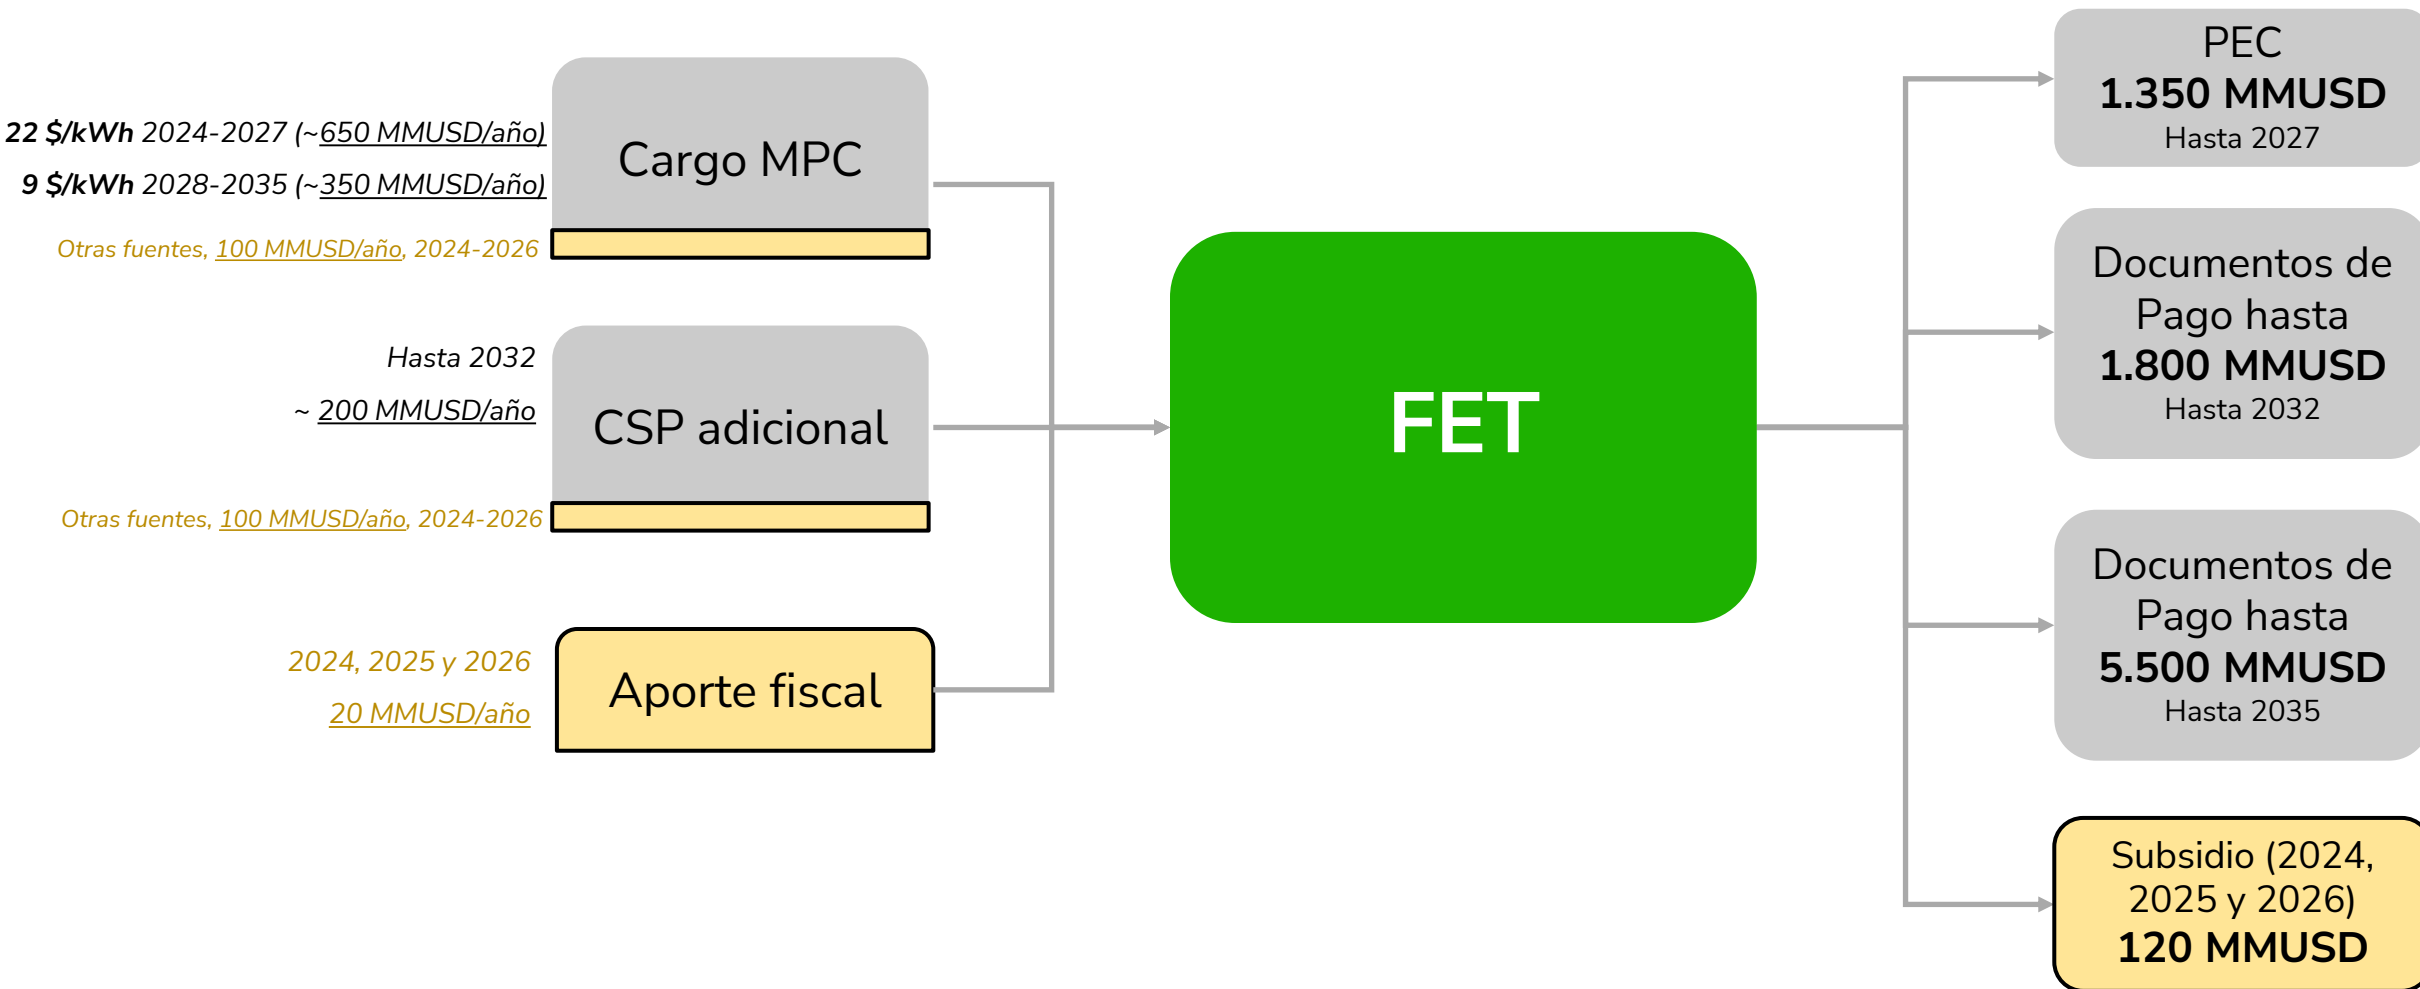 22 $/kWh 2024-2027 (~650 MMUSD/año)
9 $/kWh 2028-2035 (~350 MMUSD/año)
Otras fuentes, 100 MMUSD/año, 2024-2026
Cargo MPC
Hasta 2032
~ 200 MMUSD/año
CSP adicional
Otras fuentes, 100 MMUSD/año, 2024-2026
2024, 2025 y 2026
20 MMUSD/año
Aporte fiscal
FET
PEC
1.350 MMUSD
Hasta 2027
Documentos de
Pago hasta
1.800 MMUSD
Hasta 2032
Documentos de
Pago hasta
5.500 MMUSD
Hasta 2035
Subsidio (2024,
2025 y 2026)
120 MMUSD